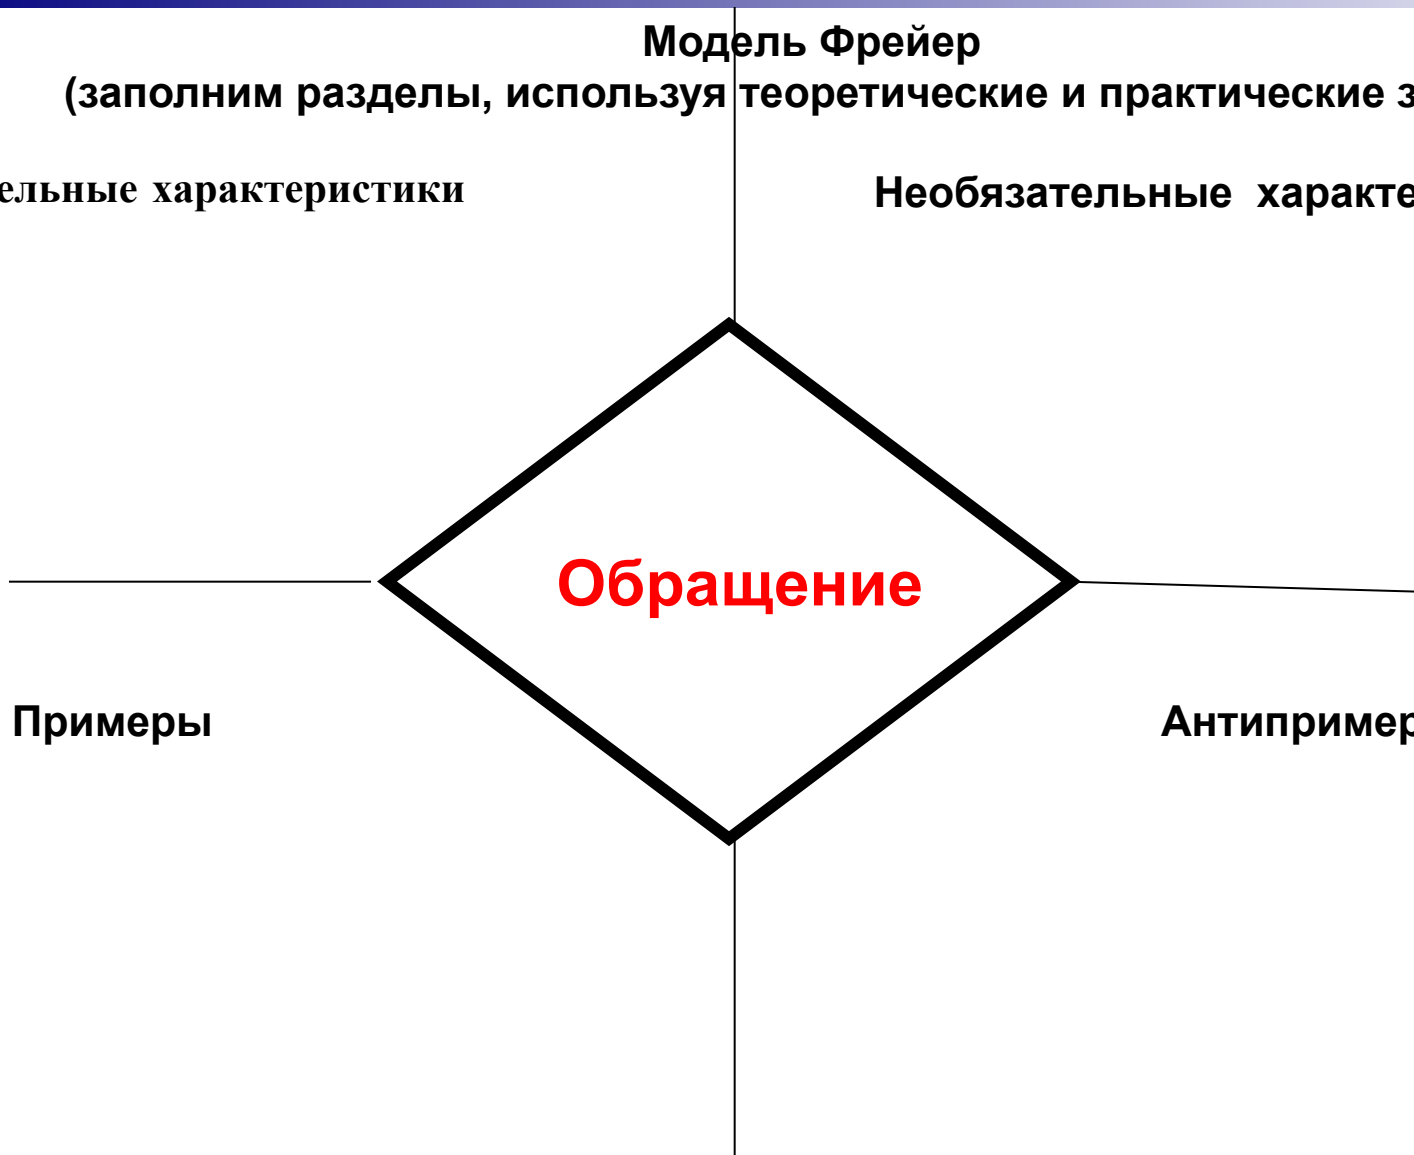 Модель Фрейер
(заполним разделы, используя теоретические и практические з
ельные характеристики
Необязательные характе
Обращение
Примеры
Антипример